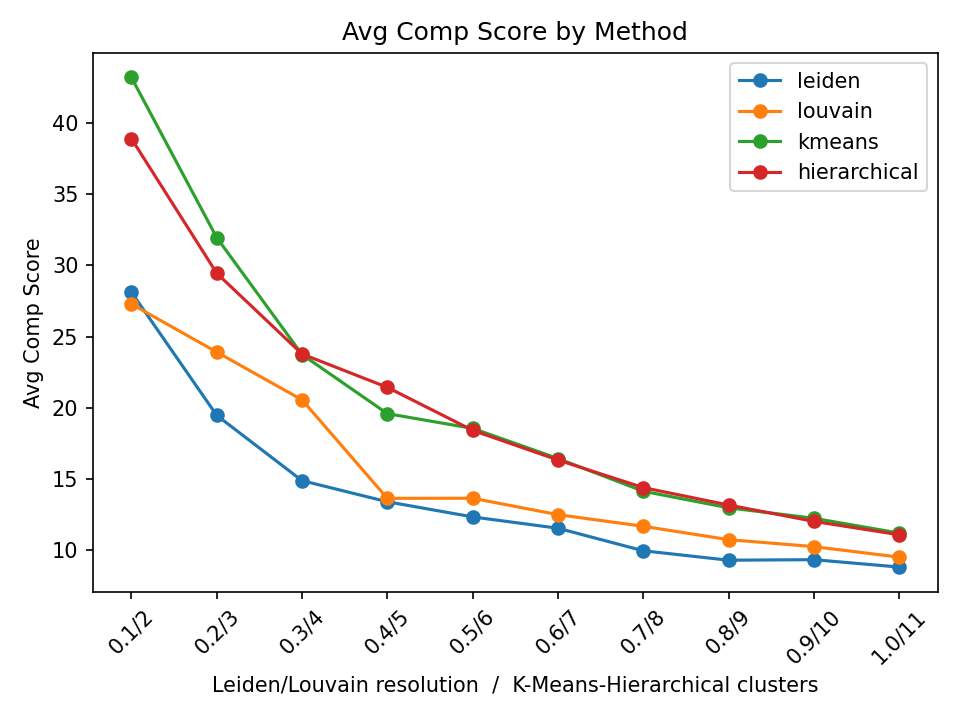 Avg Comp Score by Method
leiden
louvain
kmeans
hierarchical
Avg Comp Score
40
35
30
25
20
15
10
0.1/2
0.2/3
0.3/4
0.4/5
0.5/6
0.6/7
0.7/8
0.8/9
0.9/10
1.0/11
Leiden/Louvain resolution / K-Means-Hierarchical clusters